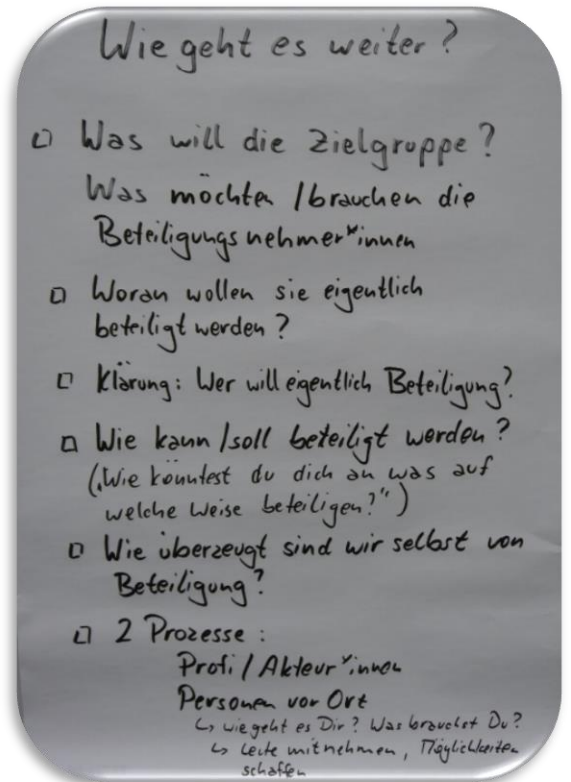 Wie geht es weiter?
□ Was will die Zielgruppe?
Was möchten / brauchen die
Beteiligungsnehmer*innen
□ Woran wollen sie eigentlich
beteiligt werden?
□ Klärung: Wer will eigentlich Beteiligung?
□ Wie kann / soll beteiligt werden?
("Wie könntest du dich an was auf
welche Weise beteiligen?")
□ Wie überzeugt sind wir selbst von
Beteiligung?
□ 2 Prozesse:
Profi / Akteur*innen
Personen vor Ort
↳ wie geht es Dir? Was brauchst Du?
↳ Leute mitnehmen, Möglichkeiten
schaffen